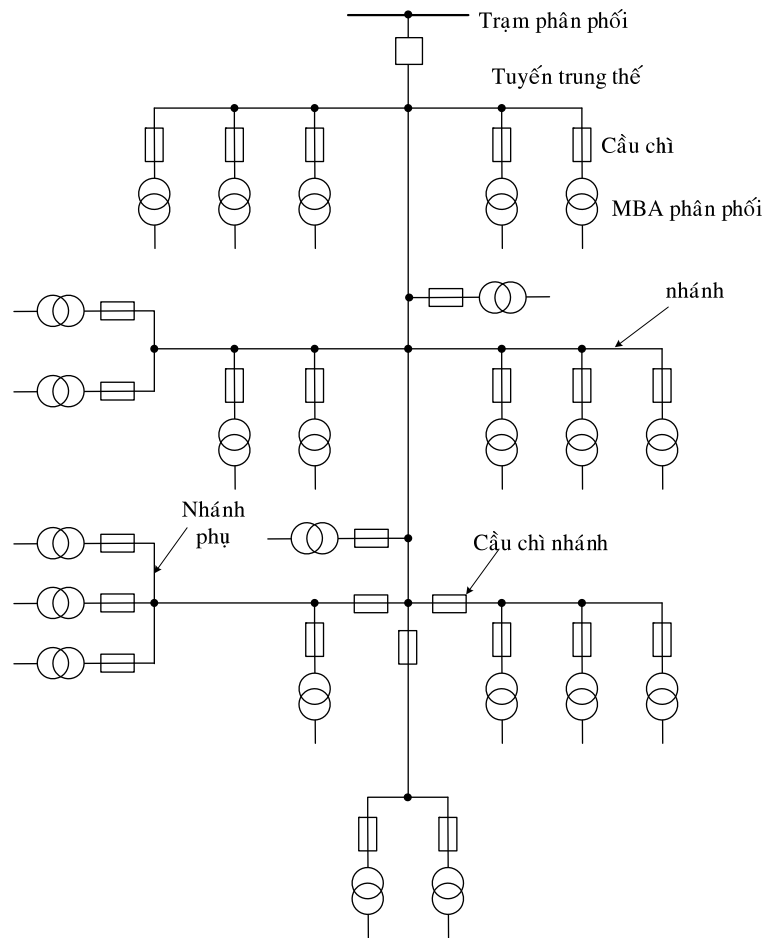 Trạm phân phối
Tuyến trung thế
Cầu chì
MBA phân phối
nhánh
Nhánh
phụ
Cầu chì nhánh